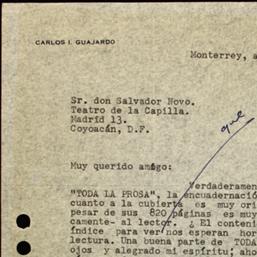 CARLOS I. GUAJARDO
Monterrey, a
Sr. don Salvador Novo.
Teatro de la Capilla.
Madrid 13.
Coyoacán, D.F.
que
Muy querido amigo:
Verdaderamen
"TODA LA PROSA", la encuadernació
cuanto a la cubierta es muy ori
pesar de sus 820 páginas es muy
camente- al lector. ¿ El conteni
índice para ver nos esperan hor
lectura. Una buena parte de TODA
ojos y alegrado mi espíritu; aho